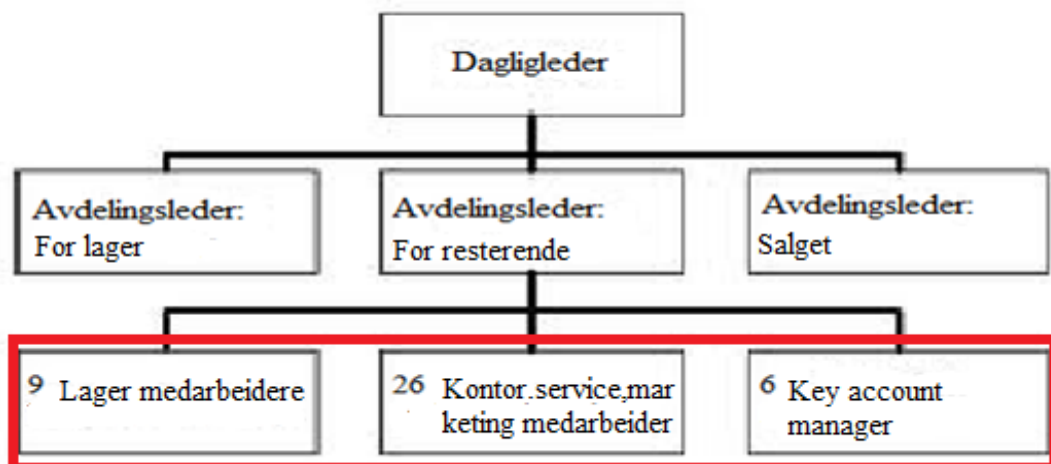 Dagligleder
Avdelingsleder:
For lager
Avdelingsleder:
For resterende
Avdelingsleder:
Salget
9 Lager medarbeidere
26 Kontor.service,mar
keting medarbeider
6 Key account
manager